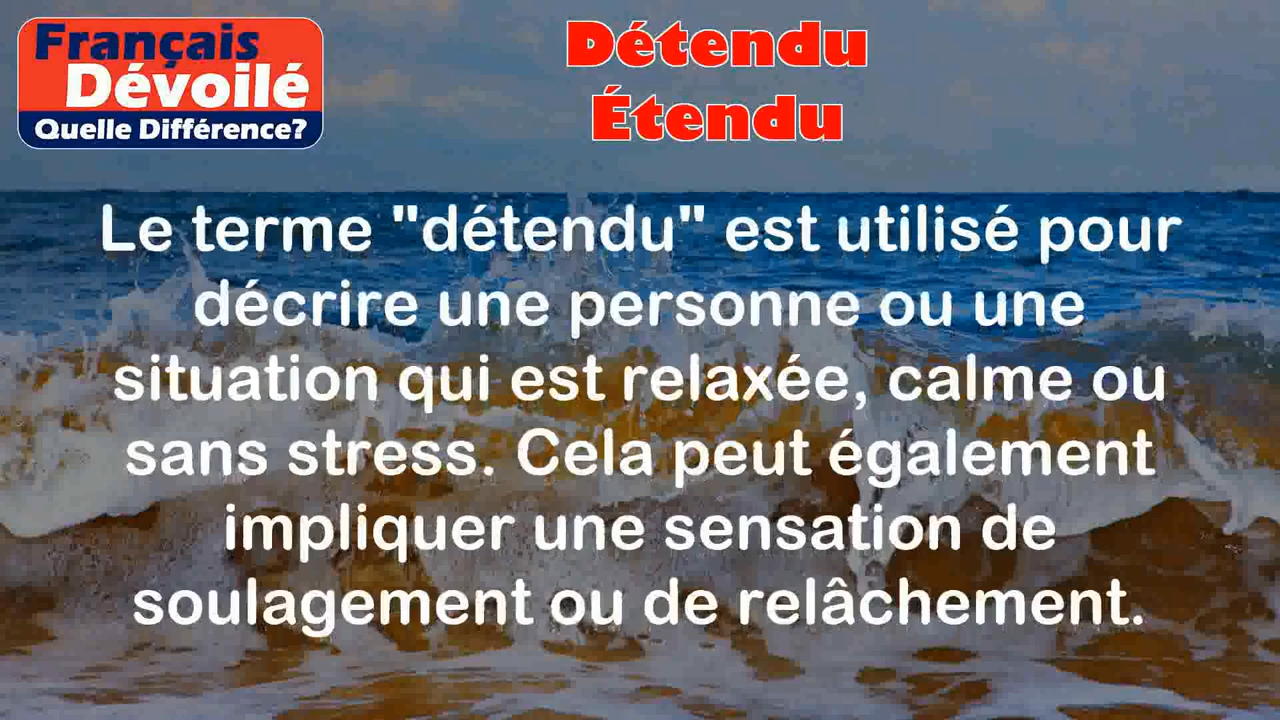 Français
Dévoilé
Quelle Différence?
Détendu
Étendu
Le terme "détendu" est utilisé pour
décrire une personne ou une
situation qui est relaxée, calme ou
sans stress. Cela peut également
impliquer une sensation de
soulagement ou de relâchement.